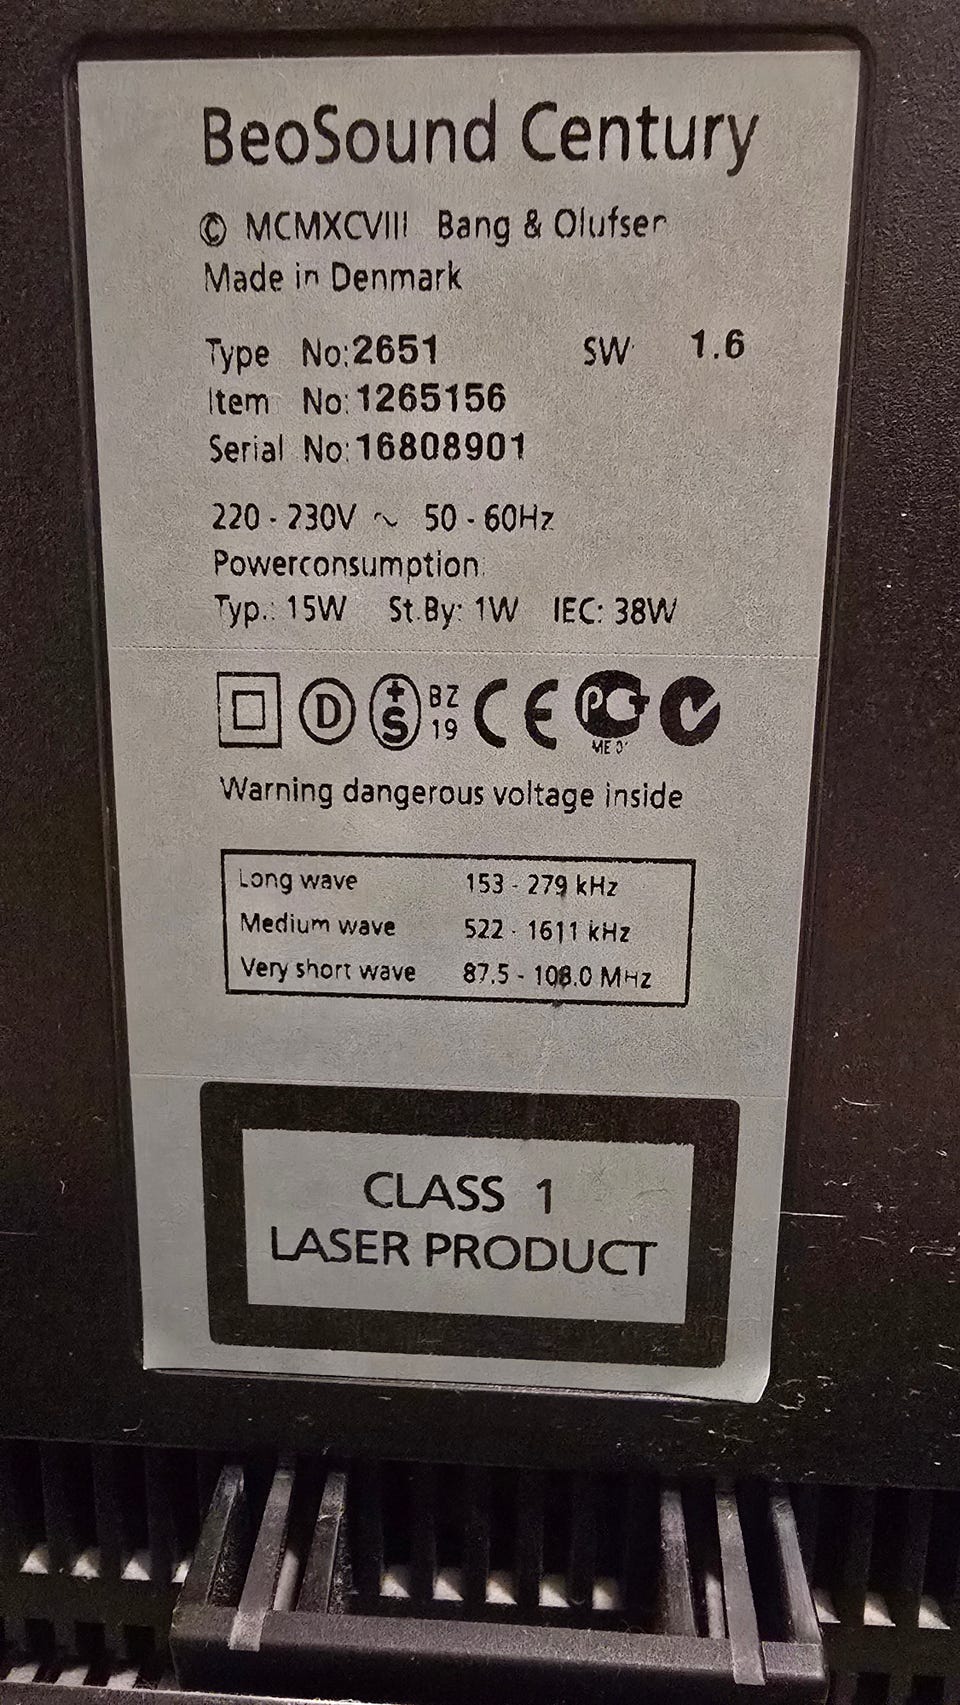 BeoSound Century
© MCMXCVIII Bang & Olufsen
Made in Denmark
Type No: 2651 SW 1.6
Item No: 1265156
Serial No: 16808901
220 - 230V ~ 50 - 60Hz
Powerconsumption:
Typ.: 15W St.By: 1W IEC: 38W
D +S BZ 19 CE PCT
Warning dangerous voltage inside
Long wave 153 - 279 kHz
Medium wave 522 - 1611 kHz
Very short wave 87.5 - 108.0 MHz
CLASS 1
LASER PRODUCT